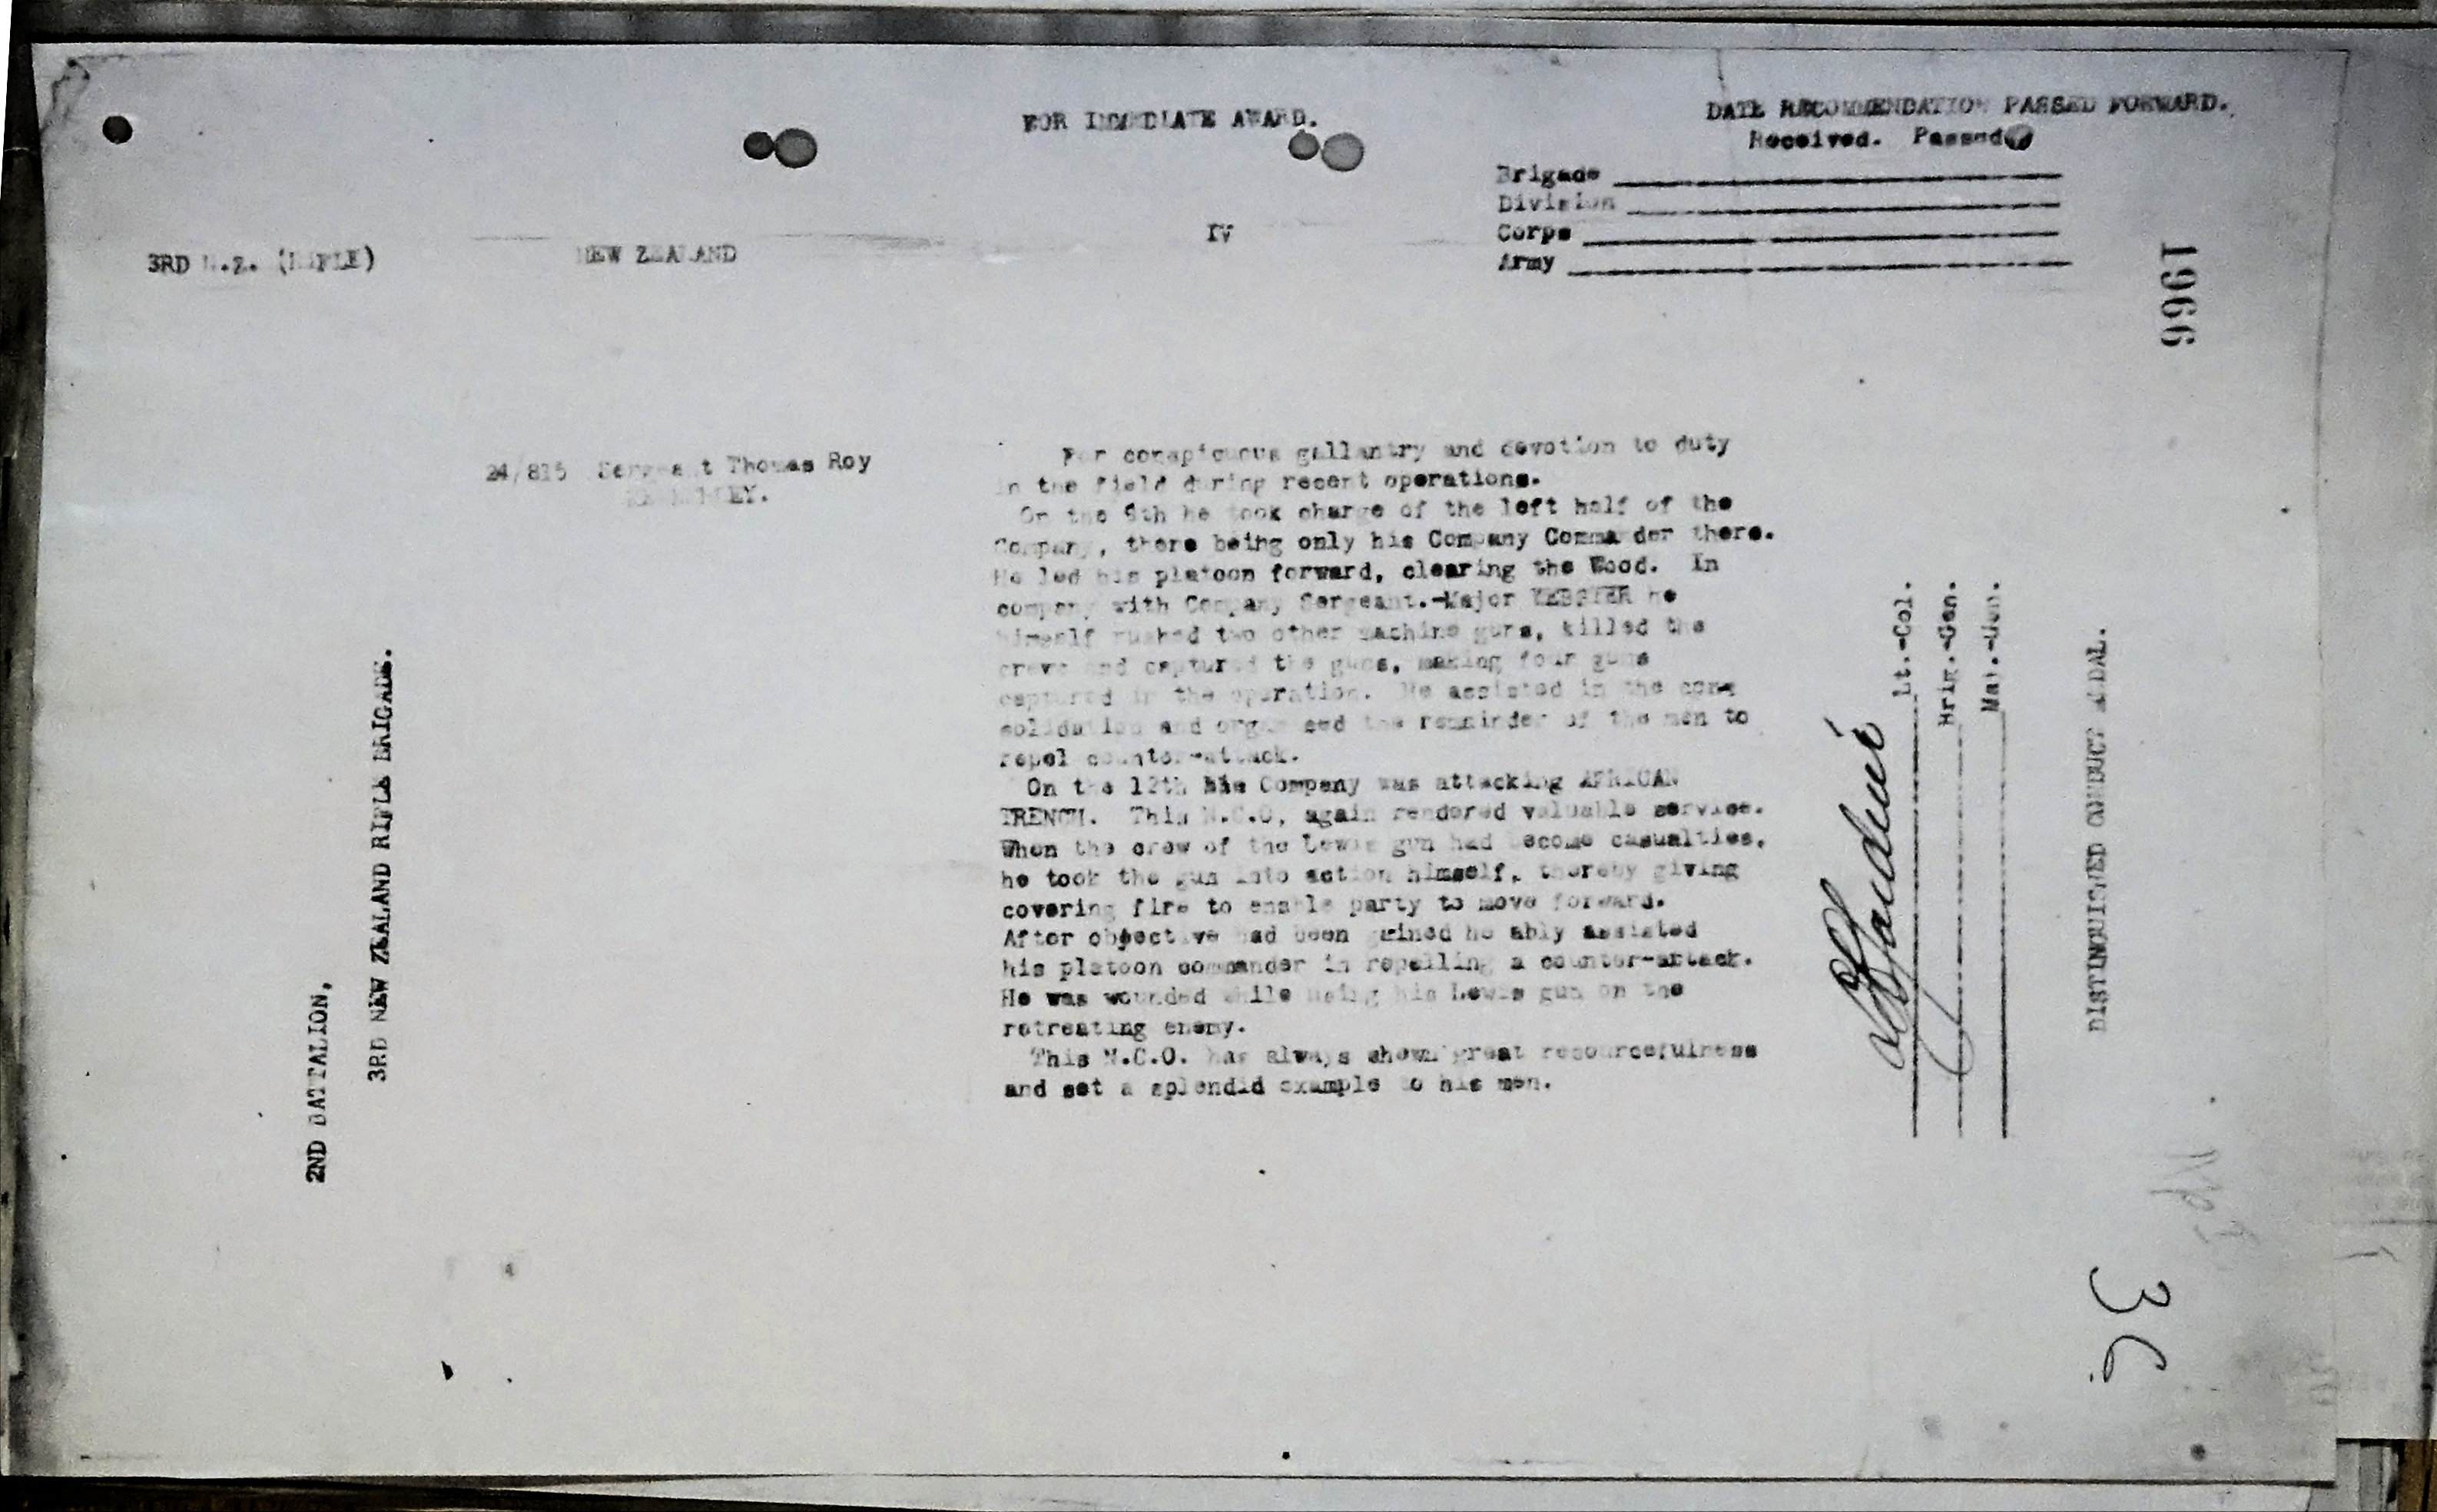 FOR IMMEDIATE AWARD.
DATE RECOMMENDATION PASSED FORWARD.
Received. Passed
Brigade
Division
Corps
Army
3RD N.Z. (RIFLE)
NEW ZEALAND
IV
1966
2ND BATTALION,
3RD NEW ZEALAND RIFLE BRIGADE.
24/815 Sergeant Thomas Roy
For conspicuous gallantry and devotion to duty
in the field during recent operations.
On the 9th he took charge of the left half of the
Company, there being only his Company Commander there.
He led his platoon forward, clearing the Wood. In
company with Company Sergeant.-Major WEBSTER he
himself rushed two other machine guns, killed the
crews and captured the guns, making four guns
captured in the operation. He assisted in the con-
solidation and organised the remainder of the men to
repel counter-attack.
On the 12th his Company was attacking AFRICAN
TRENCH. This N.C.O, again rendered valuable service.
When the crew of the Lewis gun had become casualties,
he took the gun into action himself, thereby giving
covering fire to enable party to move forward.
After objective had been gained he ably assisted
his platoon commander in repelling a counter-attack.
He was wounded while using his Lewis gun on the
retreating enemy.
This N.C.O. has always shown great resourcefulness
and set a splendid example to his men.
Lt.-Col.
Brig.-Gen.
Maj.-Gen.
DISTINGUISHED CONDUCT MEDAL.